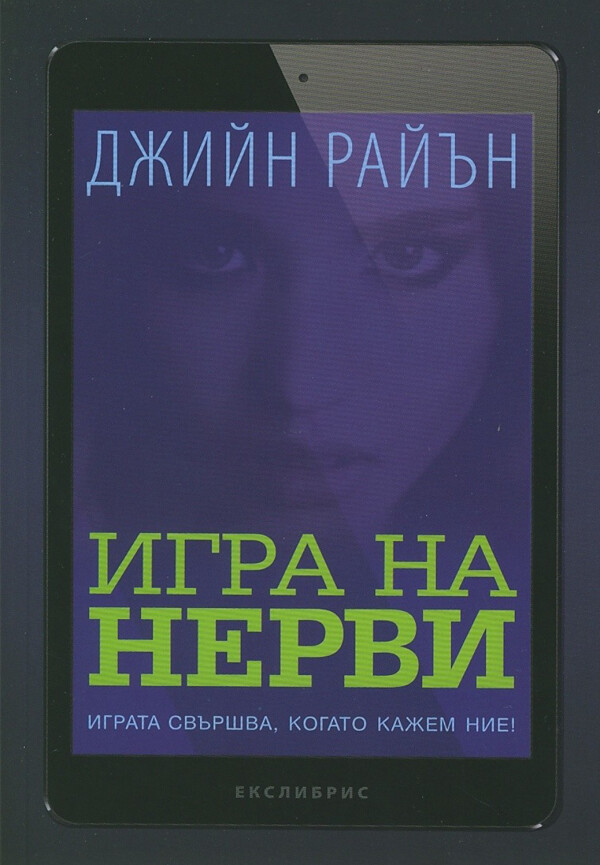 ДЖИЙН РАЙЪН
ИГРА НА
НЕРВИ
ИГРАТА СВЪРШВА, КОГАТО КАЖЕМ НИЕ!
ЕКСЛИБРИС